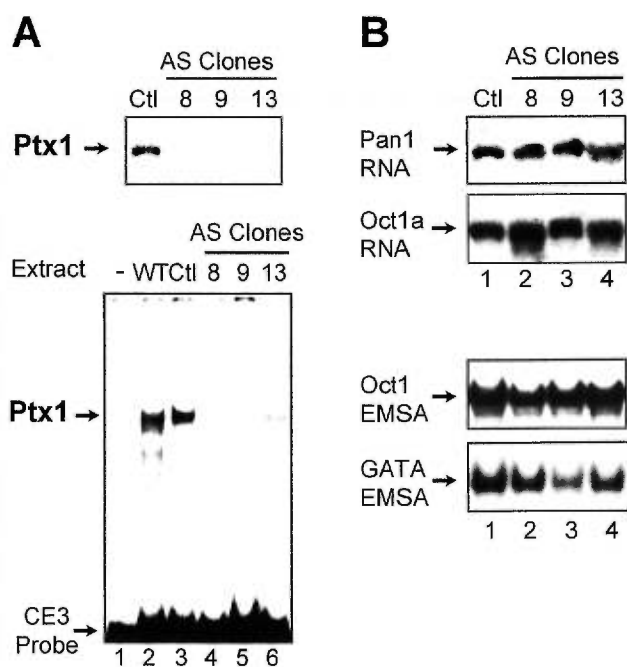 A
AS Clones
Ctl 8 9 13
Ptx1
AS Clones
Extract - WT Ctl 8 9 13
Ptx1
CE3
Probe
1 2 3 4 5 6
B
AS Clones
Ctl 8 9 13
Pan1
RNA
Oct1a
RNA
1 2 3 4
Oct1
EMSA
GATA
EMSA
1 2 3 4